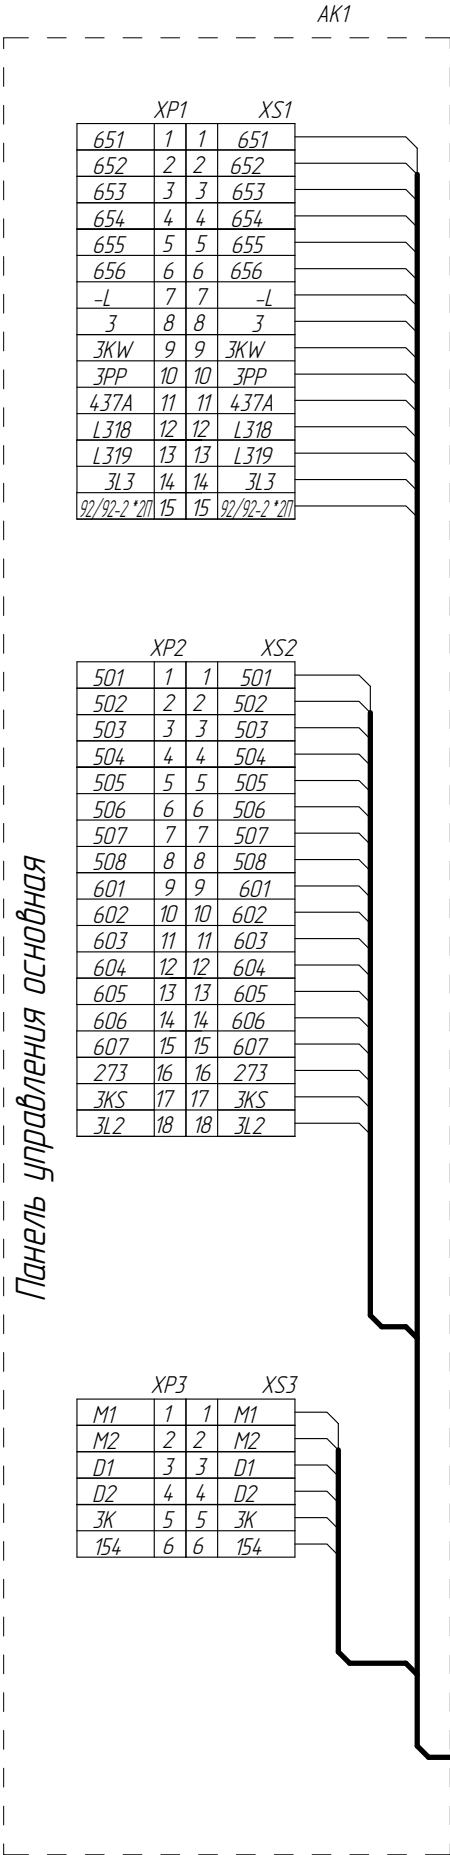 АК1
XP1 XS1
651 1 1 651
652 2 2 652
653 3 3 653
654 4 4 654
655 5 5 655
656 6 6 656
-L 7 7 -L
3 8 8 3
3KW 9 9 3KW
3PP 10 10 3PP
437A 11 11 437A
L318 12 12 L318
L319 13 13 L319
3L3 14 14 3L3
92/92-2 *2П 15 15 92/92-2 *2П
XP2 XS2
501 1 1 501
502 2 2 502
503 3 3 503
504 4 4 504
505 5 5 505
506 6 6 506
507 7 7 507
508 8 8 508
601 9 9 601
602 10 10 602
603 11 11 603
604 12 12 604
605 13 13 605
606 14 14 606
607 15 15 607
273 16 16 273
3KS 17 17 3KS
3L2 18 18 3L2
Панель управления основная
XP3 XS3
M1 1 1 M1
M2 2 2 M2
D1 3 3 D1
D2 4 4 D2
3K 5 5 3K
154 6 6 154